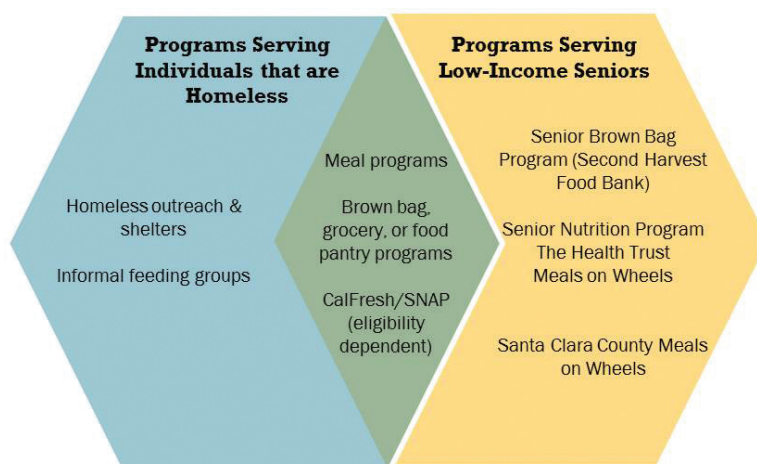 Programs Serving
Individuals that are
Homeless
Homeless outreach &
shelters
Informal feeding groups
Meal programs
Brown bag,
grocery, or food
pantry programs
CalFresh/SNAP
(eligibility
dependent)
Programs Serving
Low-Income Seniors
Senior Brown Bag
Program (Second Harvest
Food Bank)
Senior Nutrition Program
The Health Trust
Meals on Wheels
Santa Clara County Meals
on Wheels